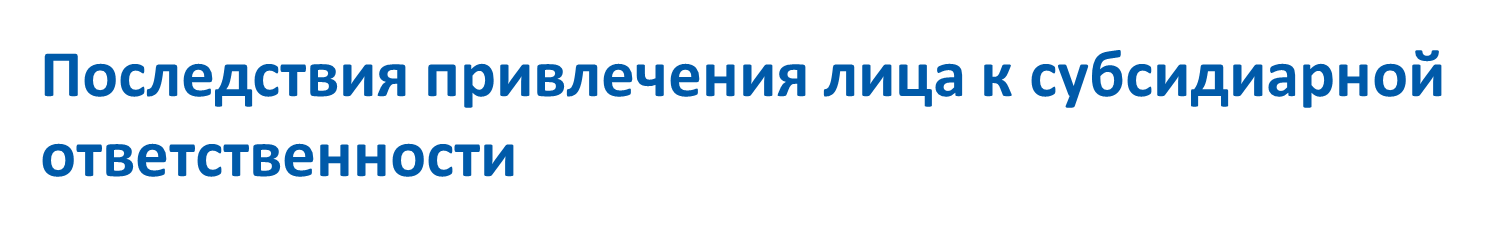 Последствия привлечения лица к субсидиарной
ответственности